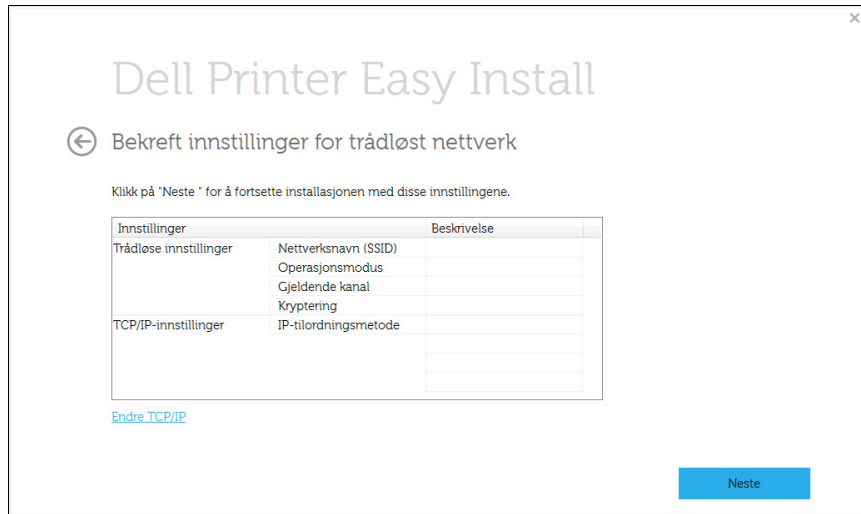 Dell Printer Easy Install
Bekreft innstillinger for trådløst nettverk
Klikk på "Neste " for å fortsette installasjonen med disse innstillingene.
Innstillinger Beskrivelse
Trådløse innstillinger Nettverksnavn (SSID)
Operasjonsmodus
Gjeldende kanal
Kryptering
TCP/IP-innstillinger IP-tilordningsmetode
Endre TCP/IP
Neste